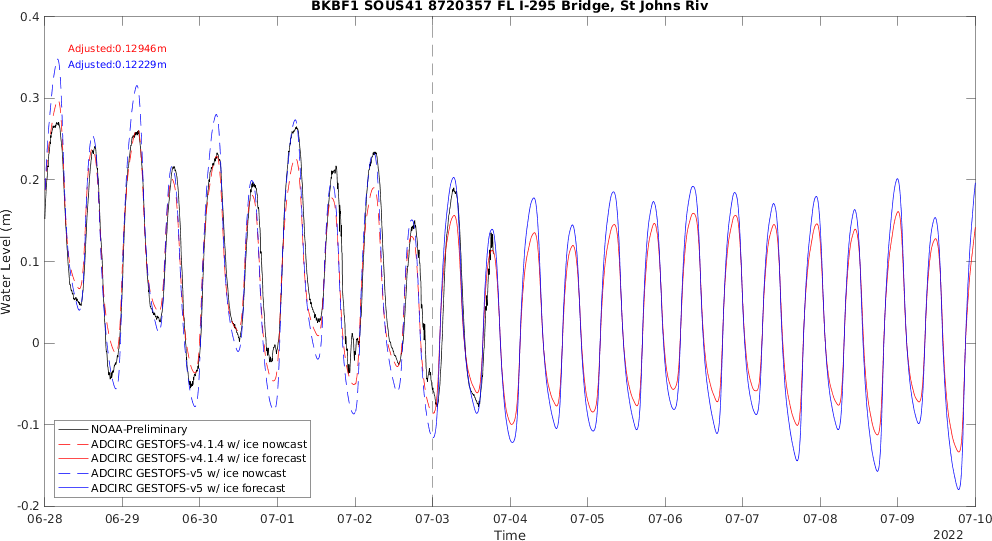 BKBF1 SOUS41 8720357 FL I-295 Bridge, St Johns Riv
0.4
Adjusted:0.12946m
Adjusted:0.12229m
0.3
0.2
0.1
0
-0.1
-0.2
Water Level (m)
NOAA-Preliminary
ADCIRC GESTOFS-v4.1.4 w/ ice nowcast
ADCIRC GESTOFS-v4.1.4 w/ ice forecast
ADCIRC GESTOFS-v5 w/ ice nowcast
ADCIRC GESTOFS-v5 w/ ice forecast
06-28 06-29 06-30 07-01 07-02 07-03 07-04 07-05 07-06 07-07 07-08 07-09 07-10
Time
2022